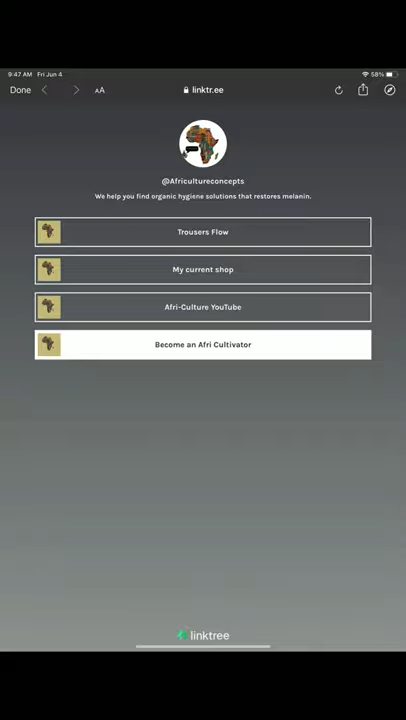 9:47 AM Fri Jun 4
58%
Done
AA
linktr.ee
@Africultureconcepts
We help you find organic hygiene solutions that restores melanin.
Trousers Flow
My current shop
Afri-Culture YouTube
Become an Afri Cultivator
linktree